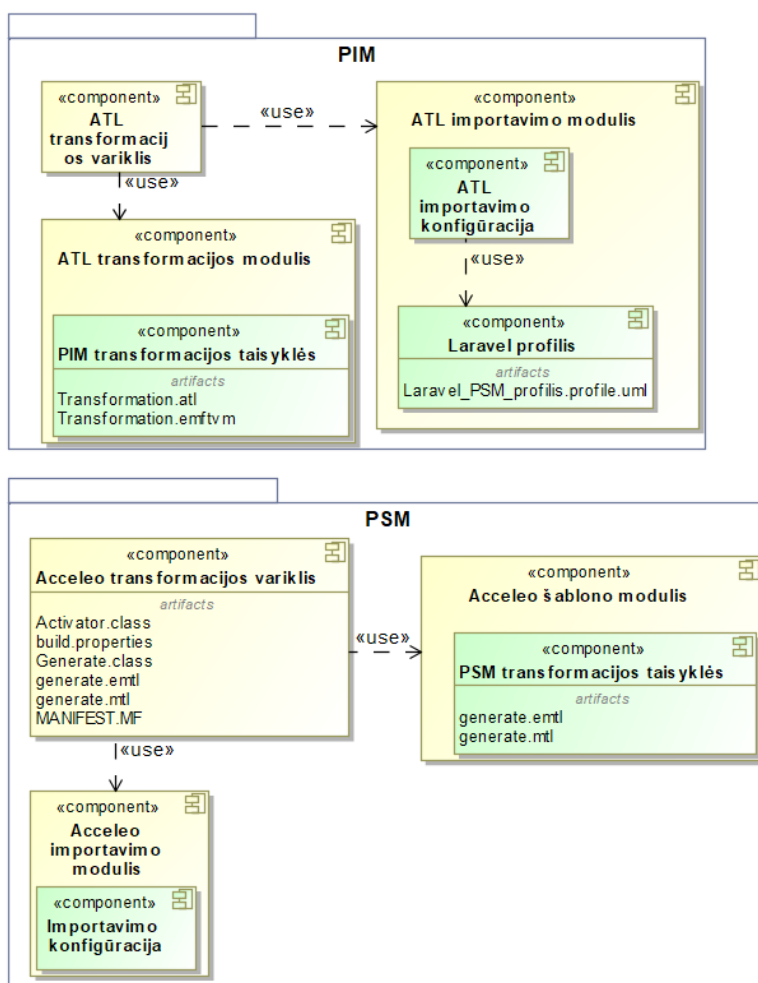 PIM
«component»
ATL
transformacij
os variklis
«use»
«use»
«component»
ATL importavimo modulis
«component»
ATL
importavimo
konfigūracija
«use»
«component»
Laravel profilis
artifacts
Laravel_PSM_profilis.profile.uml
«component»
ATL transformacijos modulis
«component»
PIM transformacijos taisyklės
artifacts
Transformation.atl
Transformation.emftvm
PSM
«component»
Acceleo transformacijos variklis
artifacts
Activator.class
build.properties
Generate.class
generate.emtl
generate.mtl
MANIFEST.MF
«use»
«use»
«component»
Acceleo šablono modulis
«component»
PSM transformacijos taisyklės
artifacts
generate.emtl
generate.mtl
«component»
Acceleo
importavimo
modulis
«component»
Importavimo
konfigūracija